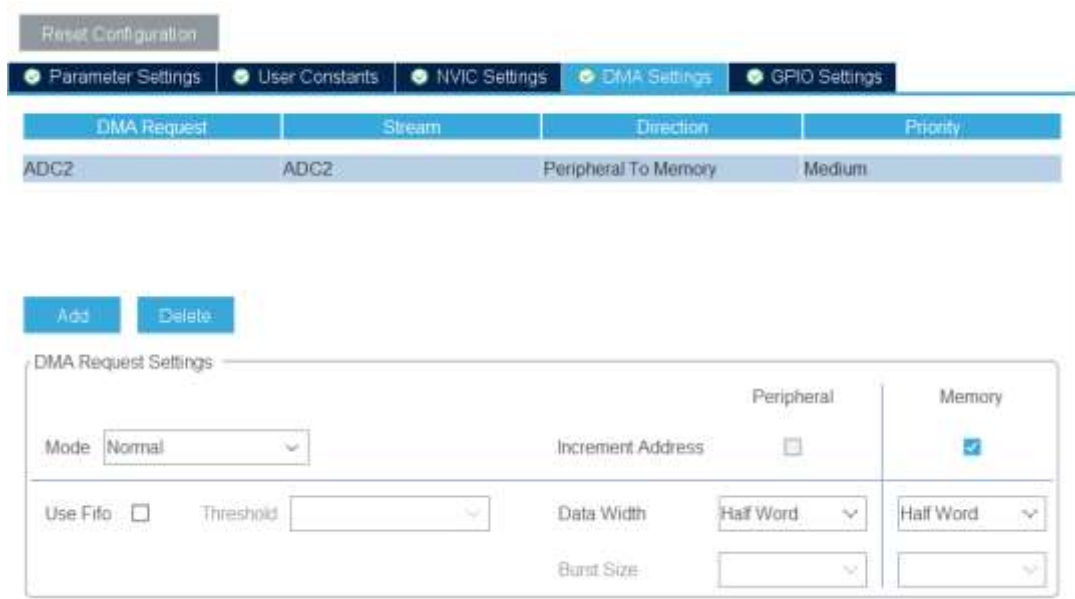 Reset Configuration
Parameter Settings User Constants NVIC Settings DMA Settings GPIO Settings
DMA Request Stream Direction Priority
ADC2 ADC2 Peripheral To Memory Medium
Add Delete
DMA Request Settings
Peripheral Memory
Mode Normal Increment Address
Use Fifo Threshold Data Width Half Word Half Word
Burst Size